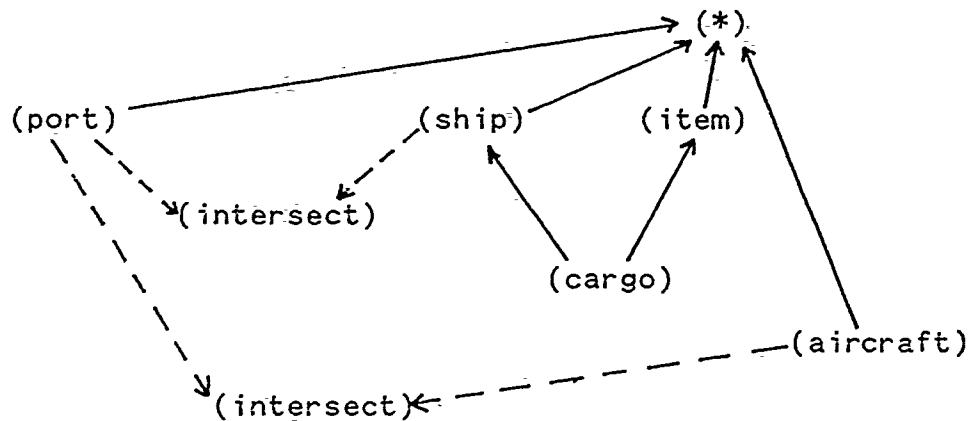 (*)
(port) (ship) (item)
(intersect)
(cargo)
(aircraft)
(intersect)